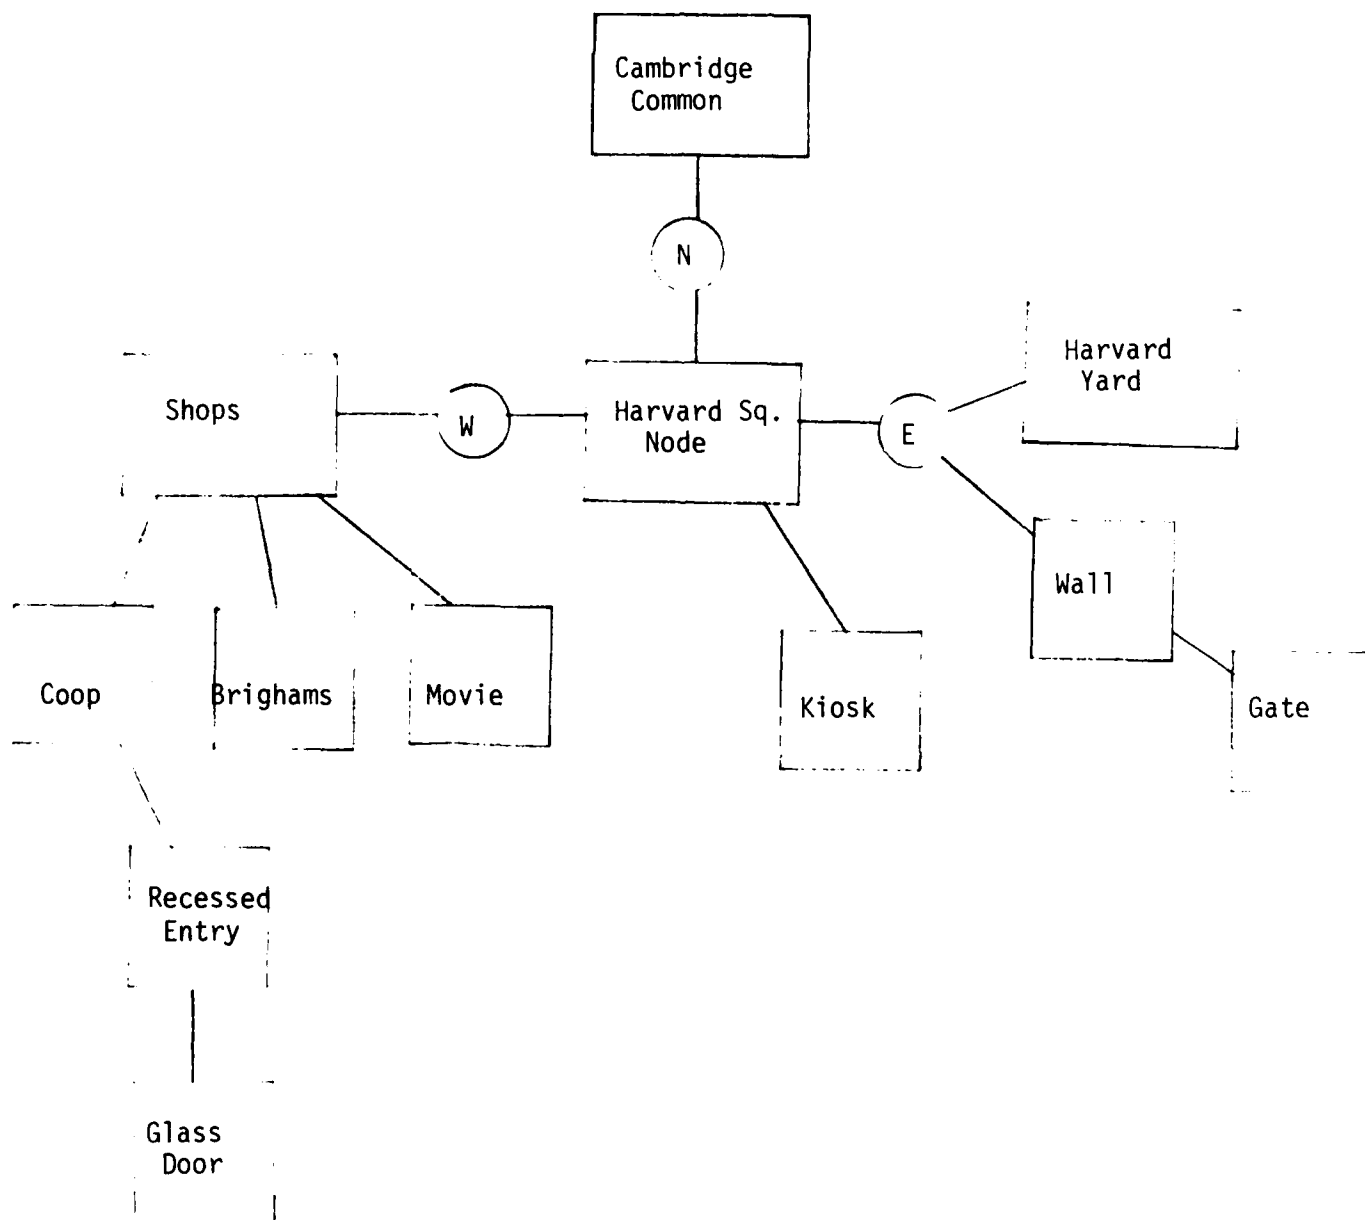 Cambridge
Common
N
Harvard
Yard
Shops
W
Harvard Sq.
Node
E
Wall
Coop
Brighams
Movie
Kiosk
Gate
Recessed
Entry
Glass
Door